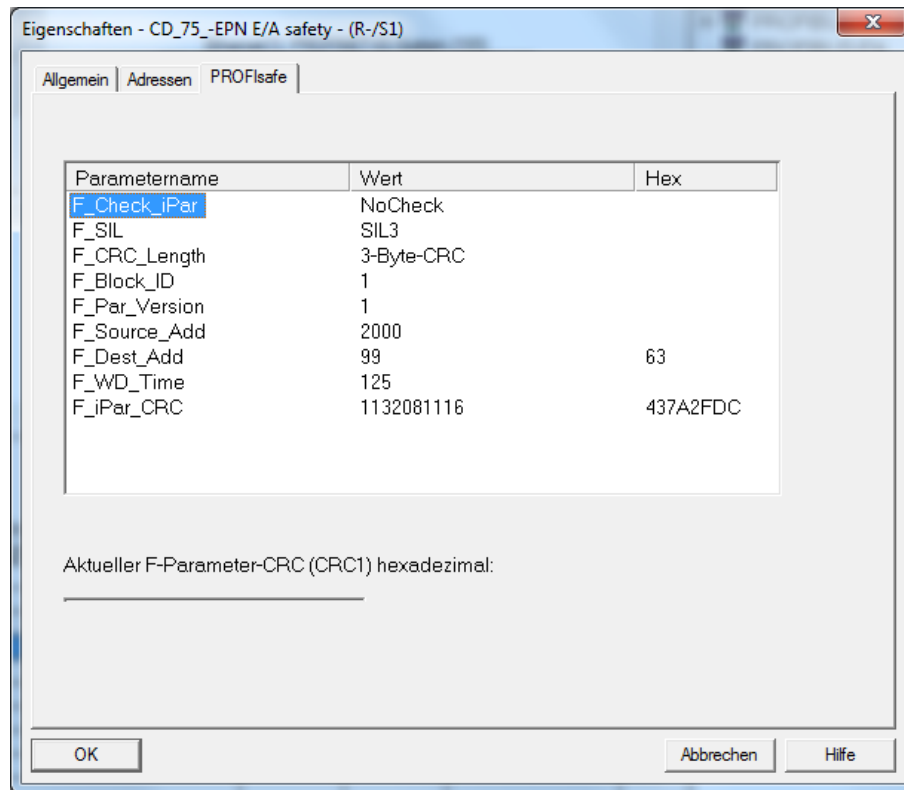 Eigenschaften - CD_75_-EPN E/A safety - (R-/S1)
Allgemein Adressen PROFIsafe
Parametername Wert Hex
F_Check_iPar NoCheck
F_SIL SIL3
F_CRC_Length 3-Byte-CRC
F_Block_ID 1
F_Par_Version 1
F_Source_Add 2000
F_Dest_Add 99 63
F_WD_Time 125
F_iPar_CRC 1132081116 437A2FDC
Aktueller F-Parameter-CRC (CRC1) hexadezimal:
OK Abbrechen Hilfe